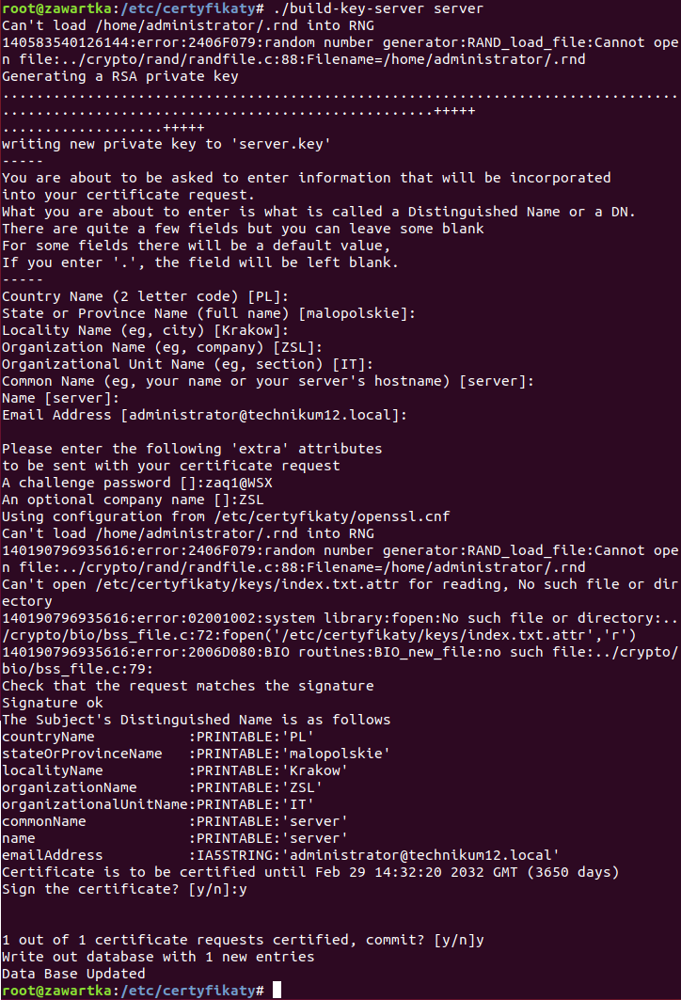 root@zawartka:/etc/certyfikaty# ./build-key-server server
Can't load /home/administrator/.rnd into RNG
140583540126144:error:2406F079:random number generator:RAND_load_file:Cannot ope
n file:../crypto/rand/randfile.c:88:Filename=/home/administrator/.rnd
Generating a RSA private key
................................................................................
...................................................+++++
...................+++++
writing new private key to 'server.key'
-----
You are about to be asked to enter information that will be incorporated
into your certificate request.
What you are about to enter is what is called a Distinguished Name or a DN.
There are quite a few fields but you can leave some blank
For some fields there will be a default value,
If you enter '.', the field will be left blank.
-----
Country Name (2 letter code) [PL]:
State or Province Name (full name) [malopolskie]:
Locality Name (eg, city) [Krakow]:
Organization Name (eg, company) [ZSL]:
Organizational Unit Name (eg, section) [IT]:
Common Name (eg, your name or your server's hostname) [server]:
Name [server]:
Email Address [administrator@technikum12.local]:

Please enter the following 'extra' attributes
to be sent with your certificate request
A challenge password []:zaq1@WSX
An optional company name []:ZSL
Using configuration from /etc/certyfikaty/openssl.cnf
Can't load /home/administrator/.rnd into RNG
140190796935616:error:2406F079:random number generator:RAND_load_file:Cannot ope
n file:../crypto/rand/randfile.c:88:Filename=/home/administrator/.rnd
Can't open /etc/certyfikaty/keys/index.txt.attr for reading, No such file or dir
ectory
140190796935616:error:02001002:system library:fopen:No such file or directory:..
/crypto/bio/bss_file.c:72:fopen('/etc/certyfikaty/keys/index.txt.attr','r')
140190796935616:error:2006D080:BIO routines:BIO_new_file:no such file:../crypto/
bio/bss_file.c:79:
Check that the request matches the signature
Signature ok
The Subject's Distinguished Name is as follows
countryName           :PRINTABLE:'PL'
stateOrProvinceName   :PRINTABLE:'malopolskie'
localityName          :PRINTABLE:'Krakow'
organizationName      :PRINTABLE:'ZSL'
organizationalUnitName:PRINTABLE:'IT'
commonName            :PRINTABLE:'server'
name                  :PRINTABLE:'server'
emailAddress          :IA5STRING:'administrator@technikum12.local'
Certificate is to be certified until Feb 29 14:32:20 2032 GMT (3650 days)
Sign the certificate? [y/n]:y

1 out of 1 certificate requests certified, commit? [y/n]y
Write out database with 1 new entries
Data Base Updated
root@zawartka:/etc/certyfikaty#